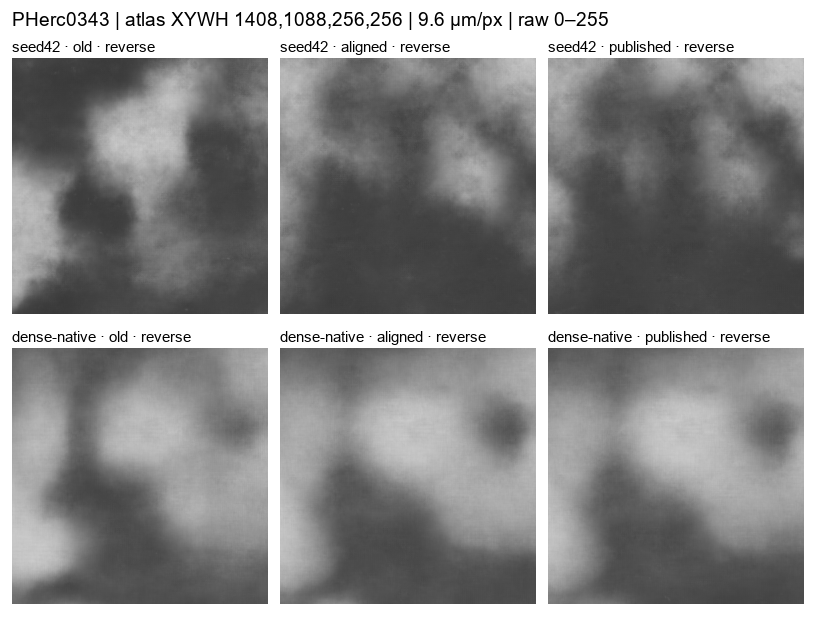 PHerc0343 | atlas XYWH 1408,1088,256,256 | 9.6 µm/px | raw 0–255
seed42 · old · reverse
seed42 · aligned · reverse
seed42 · published · reverse
dense-native · old · reverse
dense-native · aligned · reverse
dense-native · published · reverse